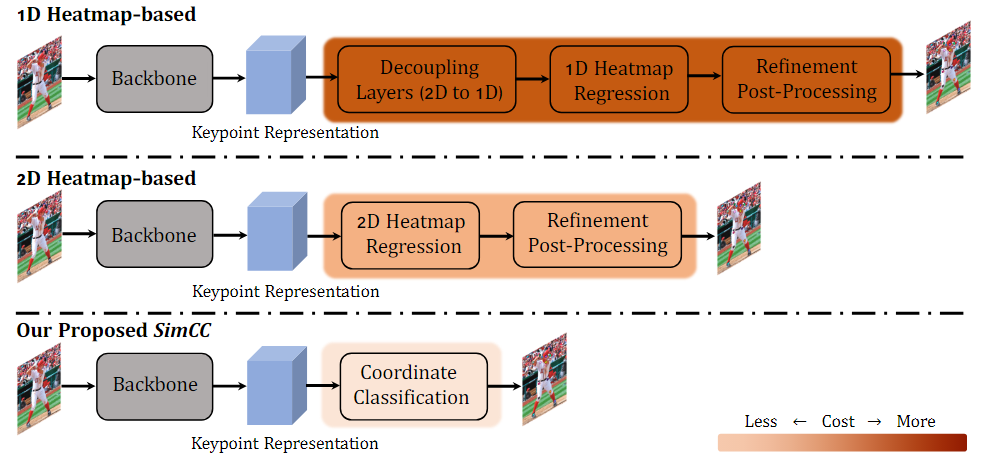 1D Heatmap-based
Backbone
Decoupling
Layers (2D to 1D)
1D Heatmap
Regression
Refinement
Post-Processing
Keypoint Representation
2D Heatmap-based
Backbone
2D Heatmap
Regression
Refinement
Post-Processing
Keypoint Representation
Our Proposed SimCC
Backbone
Coordinate
Classification
Keypoint Representation
Less ← Cost → More